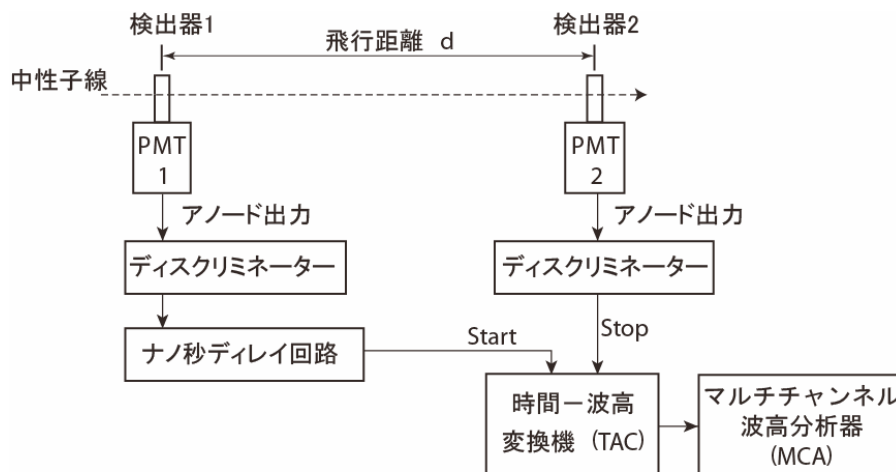 検出器1
検出器2
飛行距離 d
中性子線
PMT
1
PMT
2
アノード出力
アノード出力
ディスクリミネーター
ディスクリミネーター
ナノ秒ディレイ回路
Start
Stop
時間－波高
変換機（TAC）
マルチチャンネル
波高分析器
(MCA)